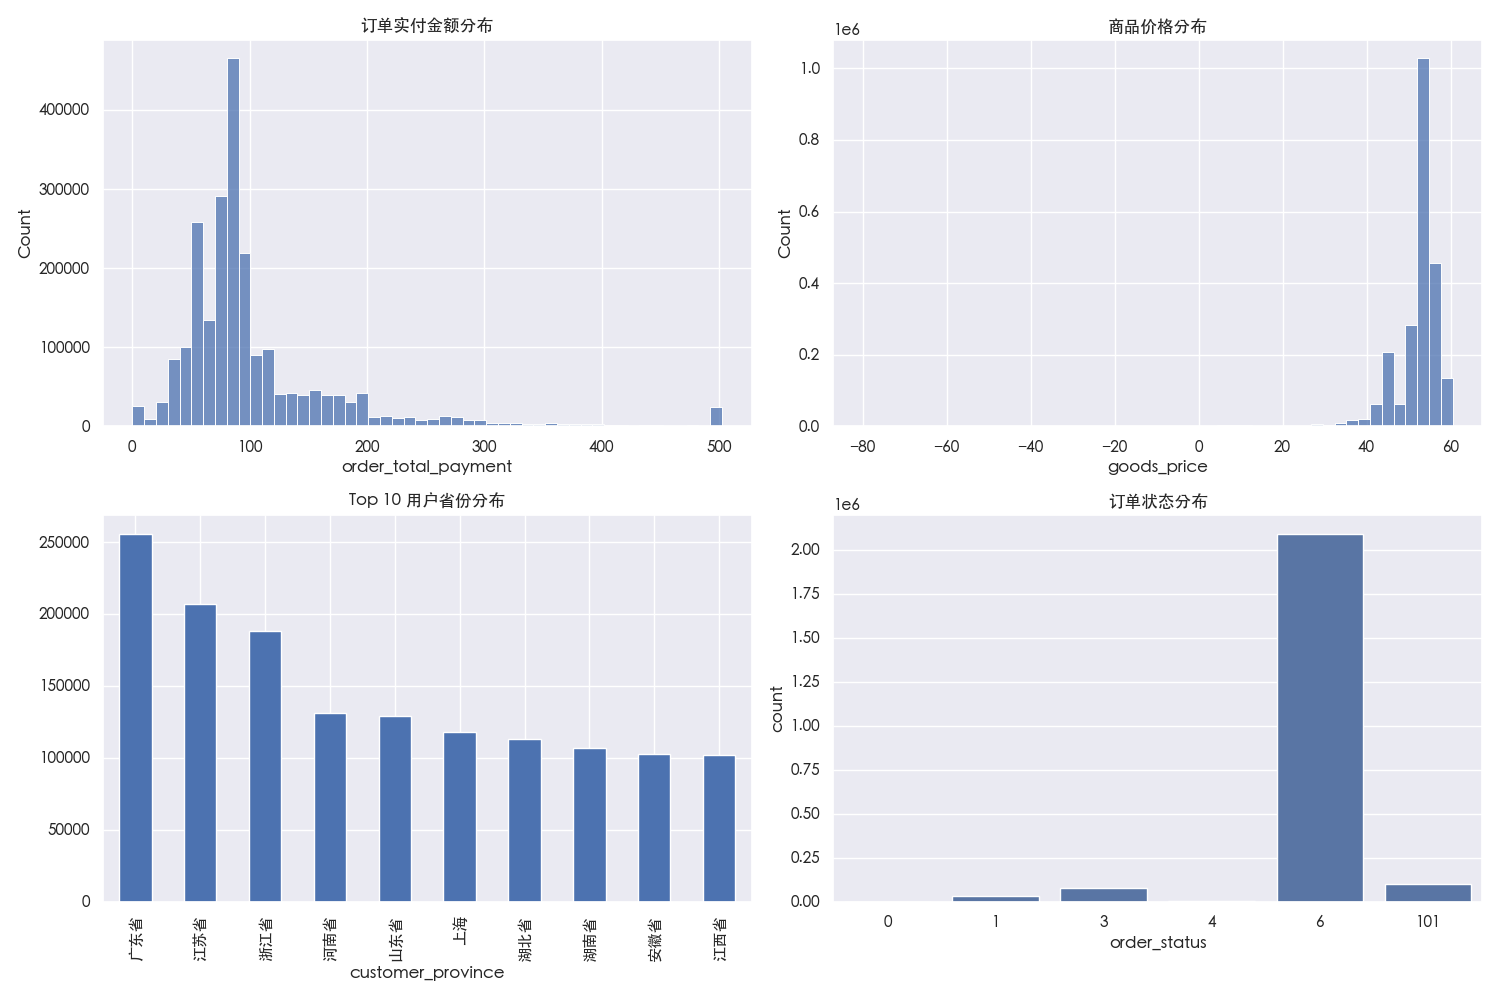 订单实付金额分布
400000
300000
200000
100000
0
Count
0 100 200 300 400 500
order_total_payment
商品价格分布
1e6
1.0
0.8
0.6
0.4
0.2
0.0
Count
−80 −60 −40 −20 0 20 40 60
goods_price
Top 10 用户省份分布
250000
200000
150000
100000
50000
0
广东省 江苏省 浙江省 河南省 山东省 上海 湖北省 湖南省 安徽省 江西省
customer_province
订单状态分布
1e6
2.00
1.75
1.50
1.25
1.00
0.75
0.50
0.25
0.00
count
0 1 3 4 6 101
order_status